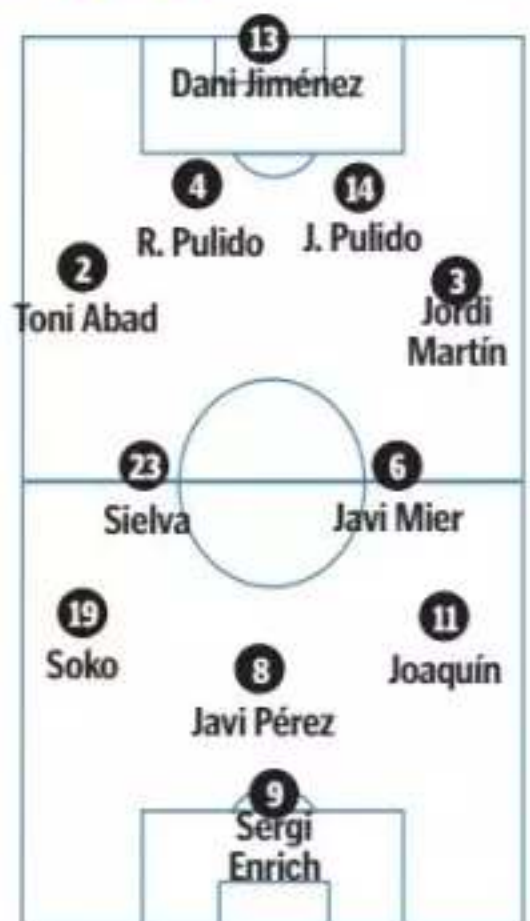 13
Dani Jiménez
4
R. Pulido
14
J. Pulido
2
Toni Abad
3
Jordi
Martín
23
Sielva
6
Javi Mier
19
Soko
8
Javi Pérez
11
Joaquín
9
Sergi
Enrich